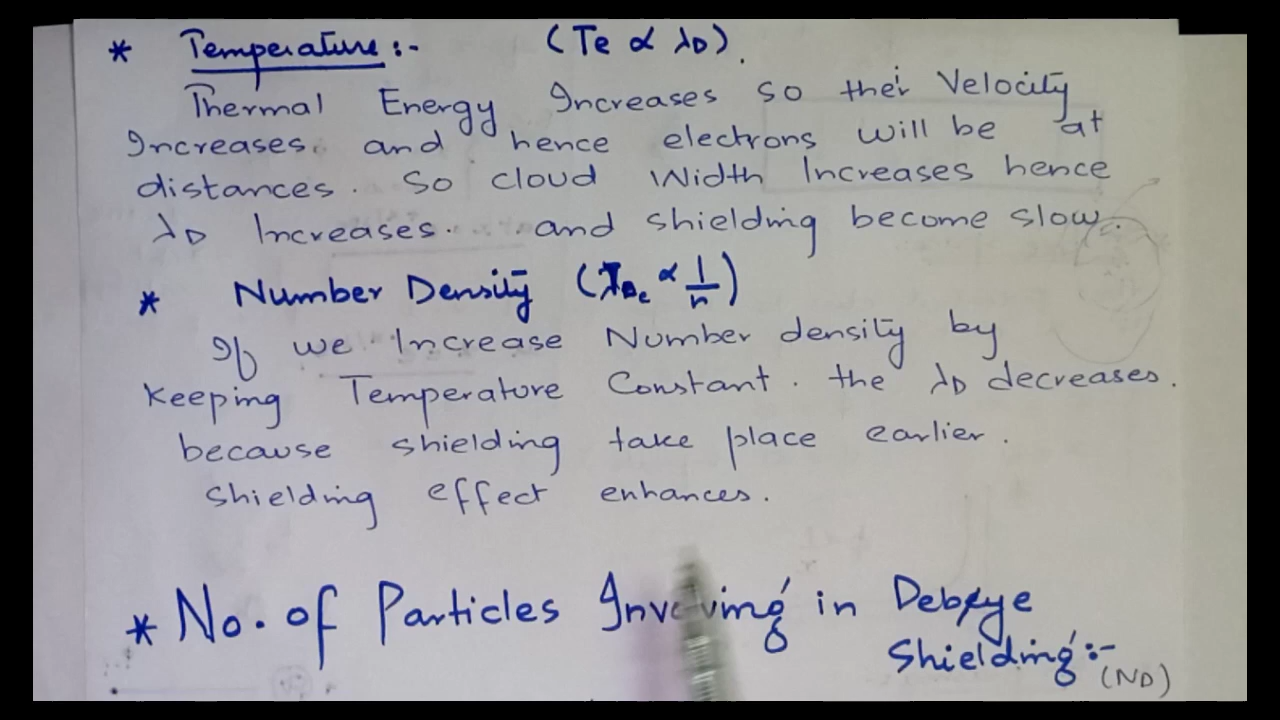 * Temperature :- (Te ∝ λD).
Thermal Energy Increases so their Velocity
Increases. and hence electrons will be at
distances. So cloud Width Increases hence
λD Increases. and shielding become slow.
* Number Density ( ∝ 1/n)
If we Increase Number density by
keeping Temperature Constant. the λD decreases.
because shielding take place earlier.
Shielding effect enhances.
* No. of Particles in Debye
Shielding:-
(ND)